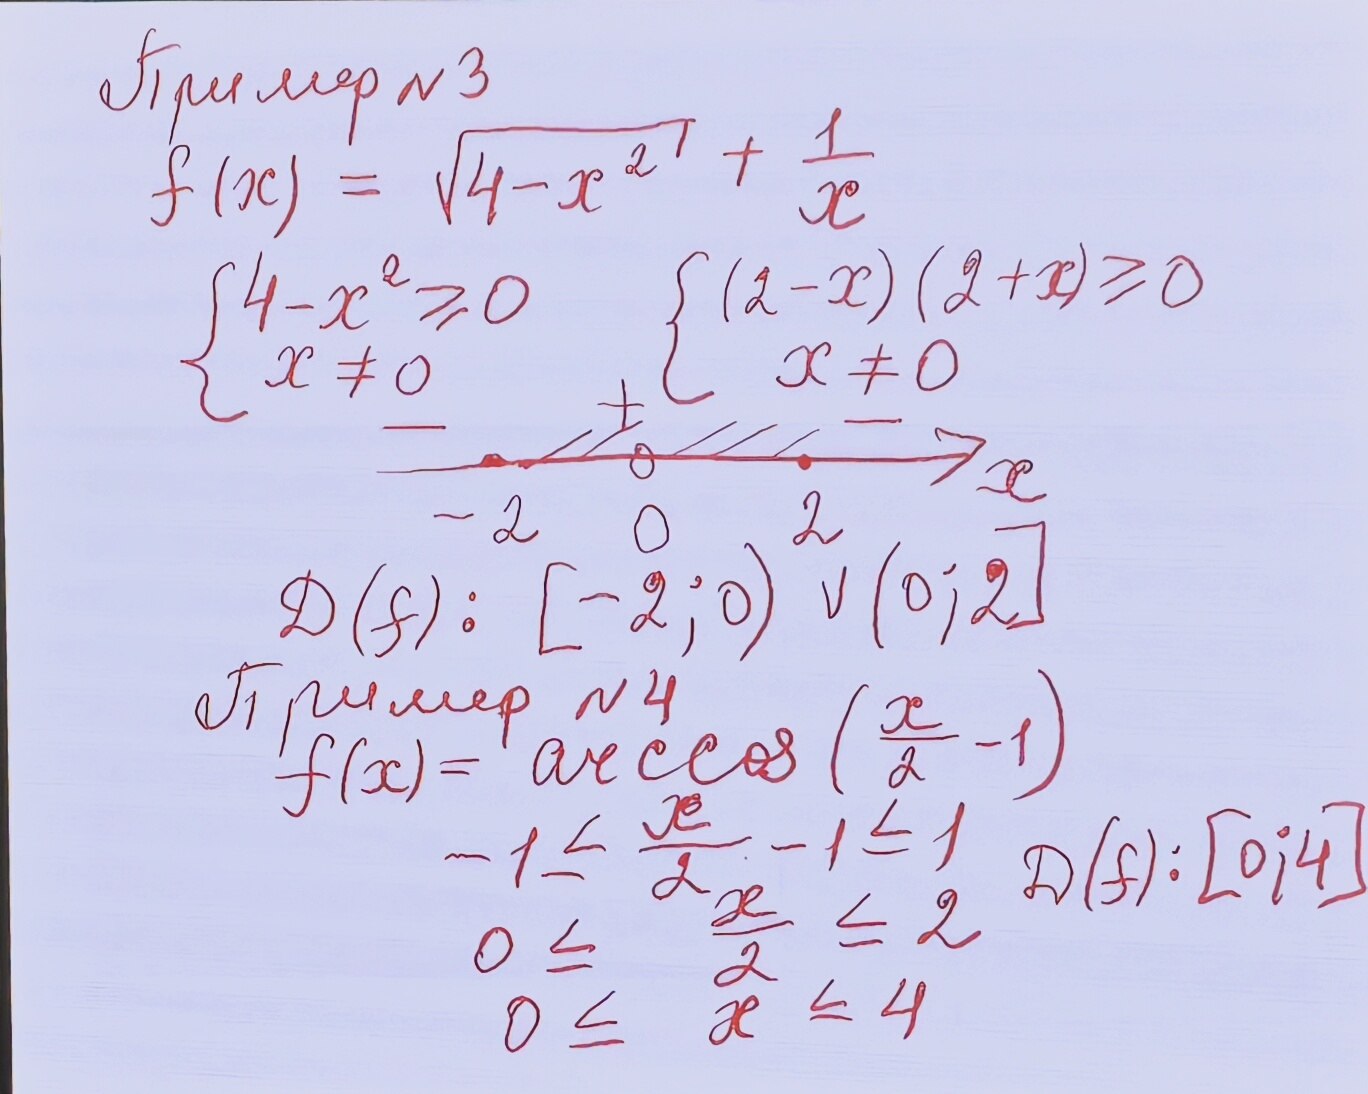 Пример №3
f(x) = √4-x² + 1/x
{4-x²≥0 {(2-x)(2+x)≥0
x≠0 x≠0
— + —
x
-2 0 2
D(f): [-2;0) ∨ (0;2]
Пример №4
f(x) = arccos (x/2 -1)
-1 ≤ x/2 -1 ≤ 1 D(f): [0;4]
0 ≤ x/2 ≤ 2
0 ≤ x ≤ 4